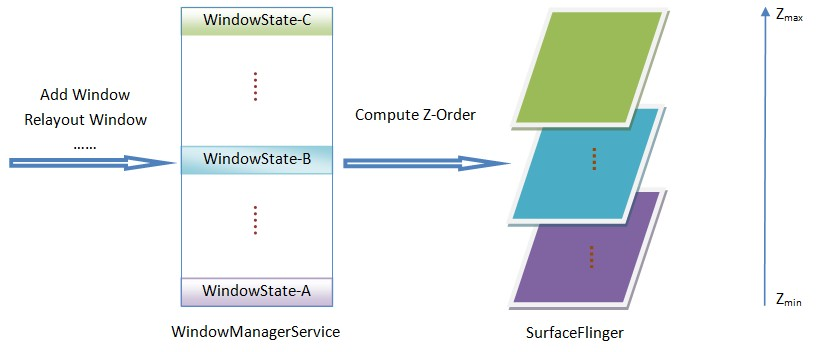 WindowState-C
Zmax
Add Window
Relayout Window
......
Compute Z-Order
WindowState-B
WindowState-A
Zmin
WindowManagerService
SurfaceFlinger